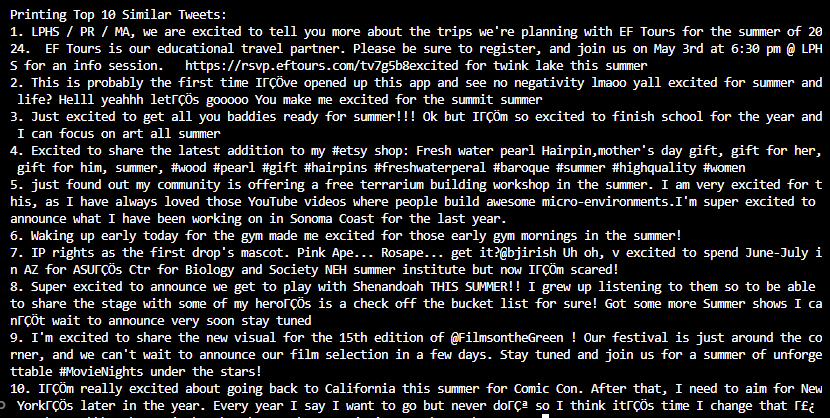 Printing Top 10 Similar Tweets:
1. LPHS / PR / MA, we are excited to tell you more about the trips we're planning with EF Tours for the summer of 20
24.  EF Tours is our educational travel partner. Please be sure to register, and join us on May 3rd at 6:30 pm @ LPH
S for an info session.   https://rsvp.eftours.com/tv7g5b8excited for twink lake this summer
2. This is probably the first time IΓÇÖve opened up this app and see no negativity lmaoo yall excited for summer and
 life? Helll yeahhh letΓÇÖs gooooo You make me excited for the summit summer
3. Just excited to get all you baddies ready for summer!!! Ok but IΓÇÖm so excited to finish school for the year and
I can focus on art all summer
4. Excited to share the latest addition to my #etsy shop: Fresh water pearl Hairpin,mother's day gift, gift for her,
 gift for him, summer, #wood #pearl #gift #hairpins #freshwaterperal #baroque #summer #highquality #women
5. just found out my community is offering a free terrarium building workshop in the summer. I am very excited for t
his, as I have always loved those YouTube videos where people build awesome micro-environments.I'm super excited to
announce what I have been working on in Sonoma Coast for the last year.
6. Waking up early today for the gym made me excited for those early gym mornings in the summer!
7. IP rights as the first drop's mascot. Pink Ape... Rosape... get it?@bjirish Uh oh, v excited to spend June-July i
n AZ for ASUΓÇÖs Ctr for Biology and Society NEH summer institute but now IΓÇÖm scared!
8. Super excited to announce we get to play with Shenandoah THIS SUMMER!! I grew up listening to them so to be able
to share the stage with some of my heroΓÇÖs is a check off the bucket list for sure! Got some more Summer shows I ca
nΓÇÖt wait to announce very soon stay tuned
9. I'm excited to share the new visual for the 15th edition of @FilmsontheGreen ! Our festival is just around the co
rner, and we can't wait to announce our film selection in a few days. Stay tuned and join us for a summer of unforge
ttable #MovieNights under the stars!
10. IΓÇÖm really excited about going back to California this summer for Comic Con. After that, I need to aim for New
 YorkΓÇÖs later in the year. Every year I say I want to go but never doΓÇª so I think itΓÇÖs time I change that Γ£¿